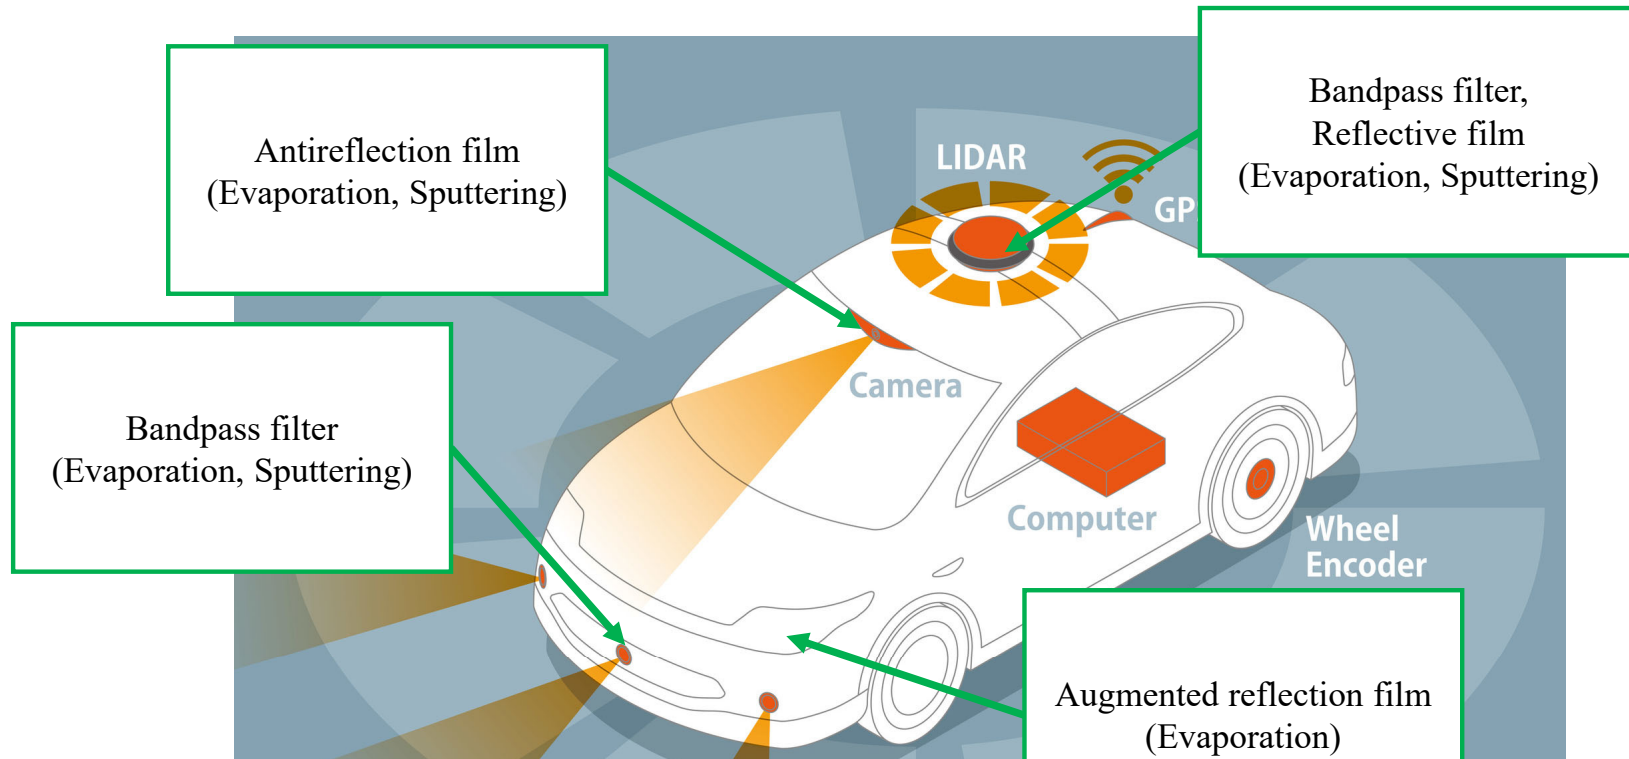 Antireflection film
(Evaporation, Sputtering)
Bandpass filter,
Reflective film
(Evaporation, Sputtering)
LIDAR
Camera
Bandpass filter
(Evaporation, Sputtering)
Computer
Wheel
Encoder
Augmented reflection film
(Evaporation)